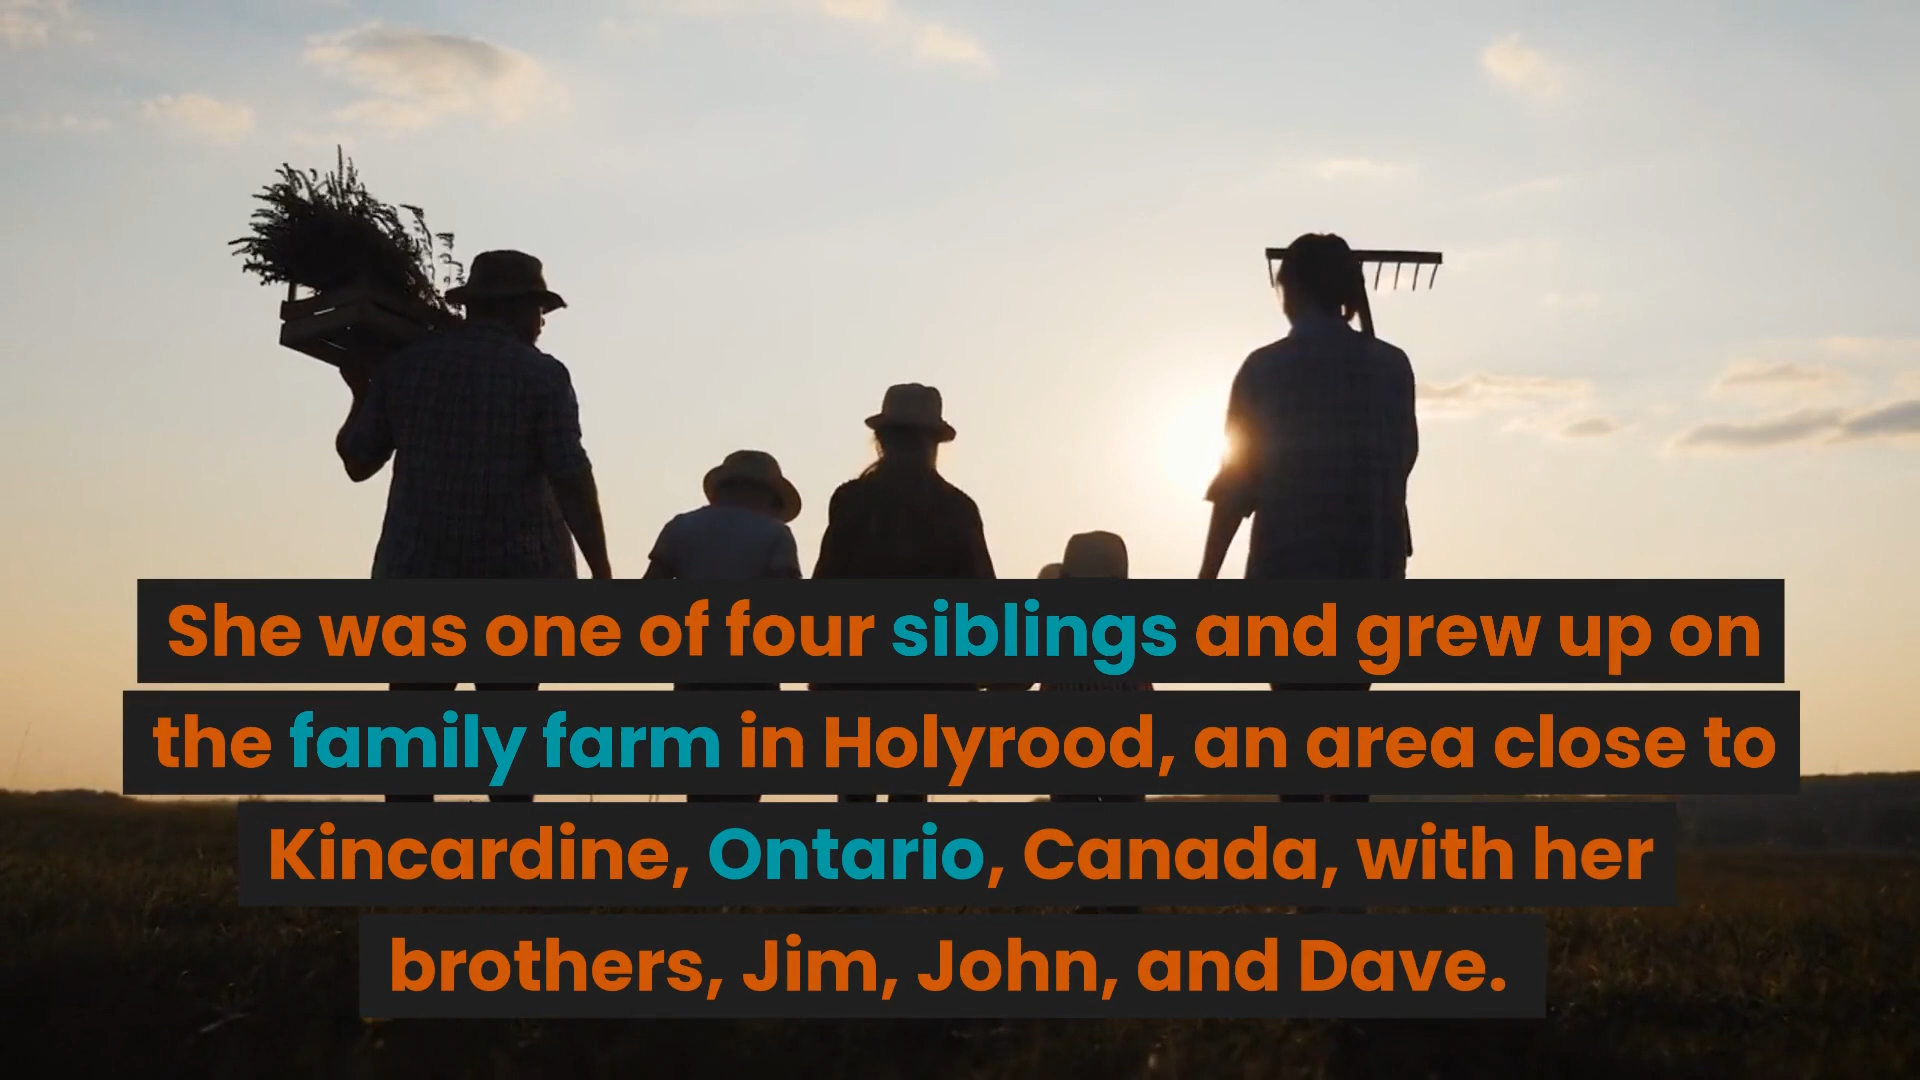 She was one of four siblings and grew up on
the family farm in Holyrood, an area close to
Kincardine, Ontario, Canada, with her
brothers, Jim, John, and Dave.